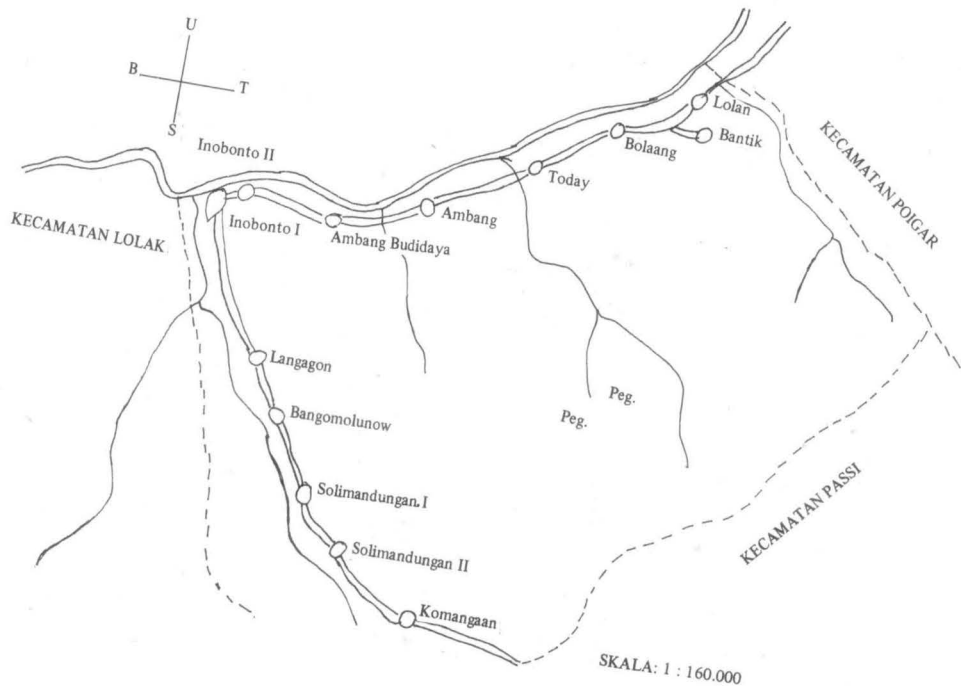 U
B
T
S
Inobonto II
Lolan
Bantik
Bolaang
Today
Ambang
Ambang Budidaya
Inobonto I
KECAMATAN LOLAK
KECAMATAN POIGAR
Langagon
Bangomolunow
Peg.
Peg.
Solimandungan.I
Solimandungan II
KECAMATAN PASSI
Komangaan
SKALA: 1 : 160.000